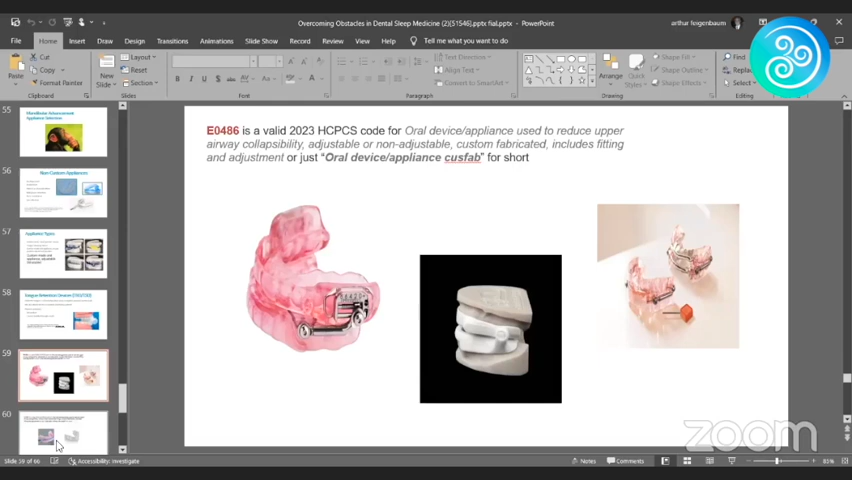 Overcoming Obstacles in Dental Sleep Medicine (2)[51546].pptx fial.pptx - PowerPoint
arthur feigenbaum
File Home Insert Draw Design Transitions Animations Slide Show Record Review View Help Tell me what you want to do
Paste
Cut
Copy
Format Painter
Clipboard
New
Slide
Layout
Reset
Section
Slides
Font
Text Direction
Align Text
Convert to SmartArt
Paragraph
Arrange
Quick
Styles
Shape Fill
Shape Outline
Shape Effects
Drawing
Find
Replace
Select
Editing
55
Mandibular Advancement
Appliance Selection
56
Non-Custom Appliances
57
Appliance Types
58
59
60
E0486 is a valid 2023 HCPCS code for Oral device/appliance used to reduce upper
airway collapsibility, adjustable or non-adjustable, custom fabricated, includes fitting
and adjustment or just “Oral device/appliance cusfab” for short
zoom
Slide 59 of 66
Accessibility: Investigate
Notes
Comments
85%